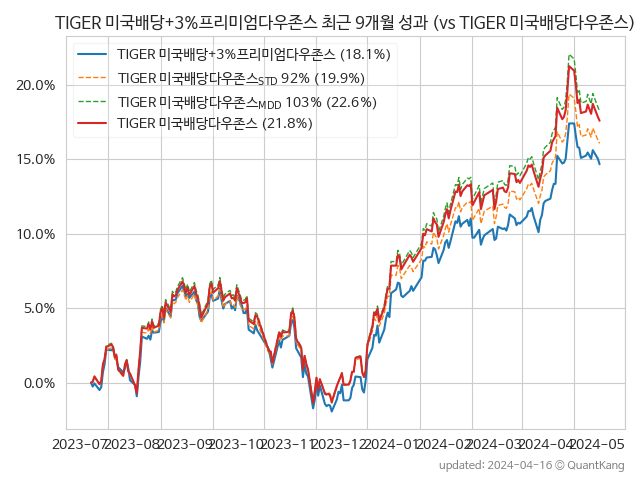 TIGER 미국배당+3%프리미엄다우존스 최근 9개월 성과 (vs TIGER 미국배당다우존스)
TIGER 미국배당+3%프리미엄다우존스 (18.1%)
TIGER 미국배당다우존스STD 92% (19.9%)
TIGER 미국배당다우존스MDD 103% (22.6%)
TIGER 미국배당다우존스 (21.8%)
20.0%
15.0%
10.0%
5.0%
0.0%
2023-07 2023-08 2023-09 2023-10 2023-11 2023-12 2024-01 2024-02 2024-03 2024-04 2024-05
updated: 2024-04-16 © QuantKang